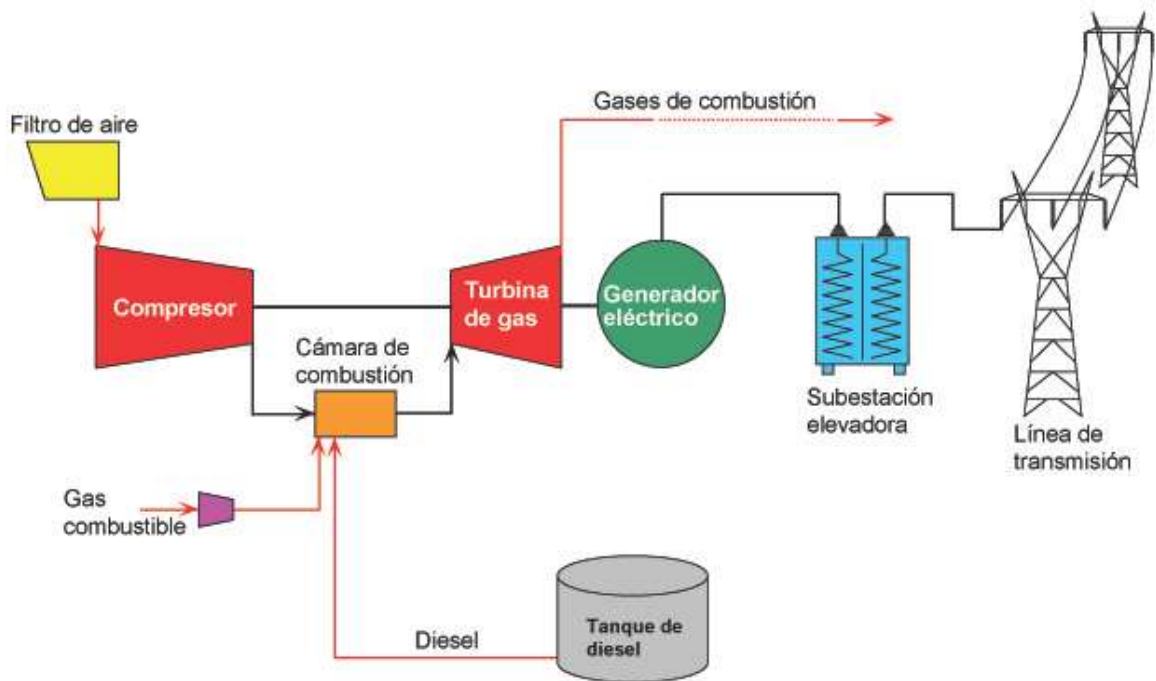 Gases de combustión
Filtro de aire
Compresor
Turbina
de gas
Generador
eléctrico
Cámara de
combustión
Subestación
elevadora
Línea de
transmisión
Gas
combustible
Diesel
Tanque de
diesel